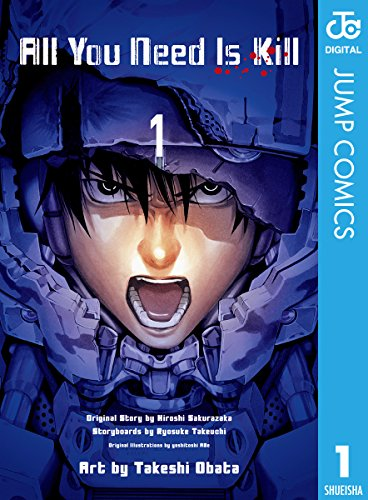 All You Need Is Kill
1
Original Story by Hiroshi Sakurazaka
Storyboards by Ryosuke Takeuchi
Original Illustrations by yoshitoshi ABe
Art by Takeshi Obata
DIGITAL
JUMP COMICS
1
SHUEISHA